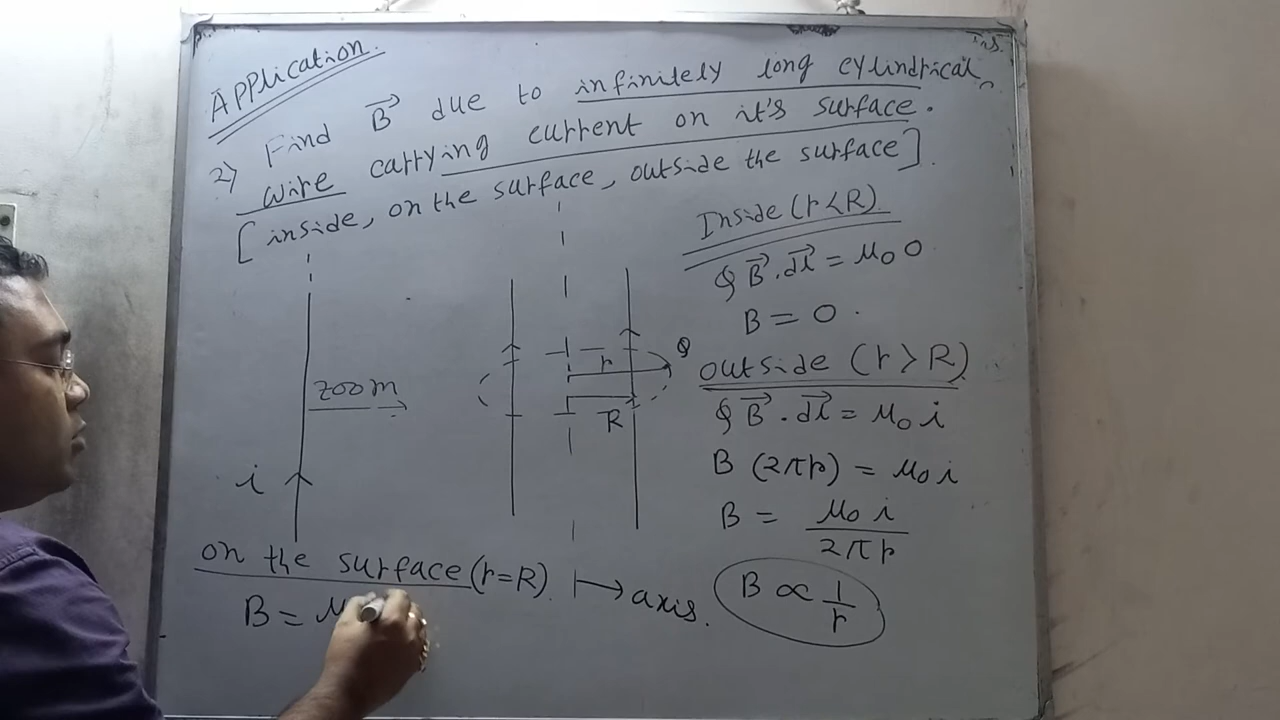 Application.
2) Find B⃗ due to infinitely long cylindrical
wire carrying current on it's surface.
[inside, on the surface, outside the surface].
Inside (r<R)
∮ B⃗.dl⃗ = μ₀ 0
B = 0.
outside (r>R)
∮ B⃗.dl⃗ = μ₀ i
B (2πr) = μ₀ i
B = μ₀ i / 2πr
B ∝ 1/r
zoom
i
r
R
on the surface (r=R).
axis.
B = μ